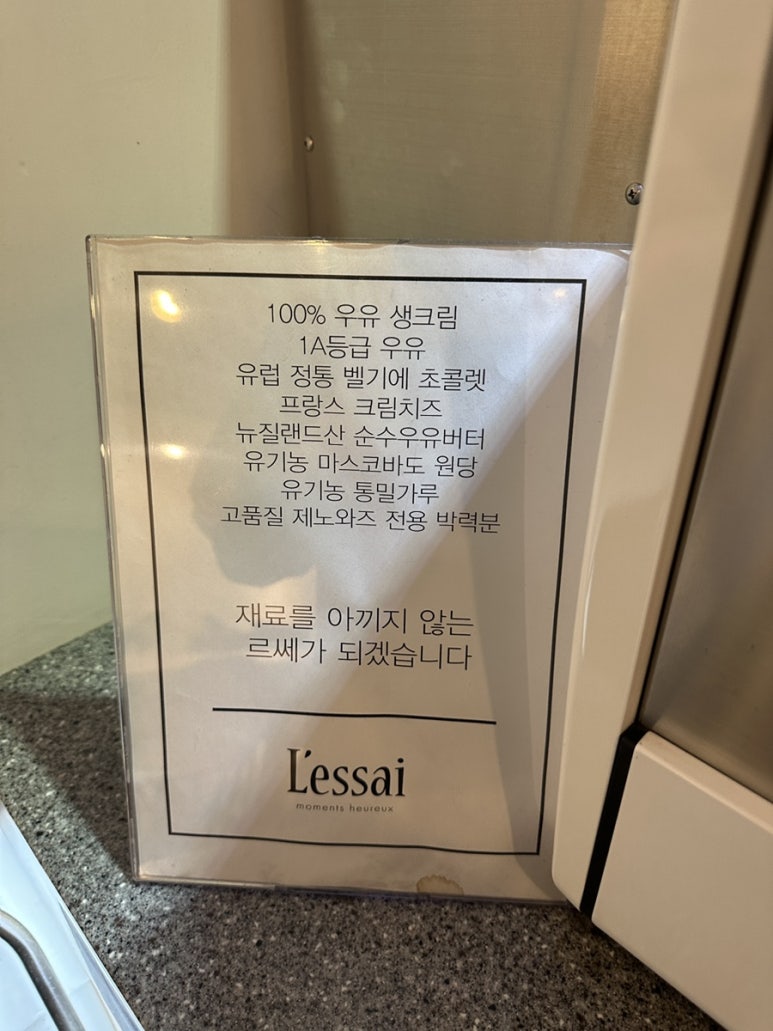 100% 우유 생크림
1A등급 우유
유럽 정통 벨기에 초콜렛
프랑스 크림치즈
뉴질랜드산 순수우유버터
유기농 마스코바도 원당
유기농 통밀가루
고품질 제노와즈 전용 박력분
재료를 아끼지 않는
르쎄가 되겠습니다
L'essai
moments heureux